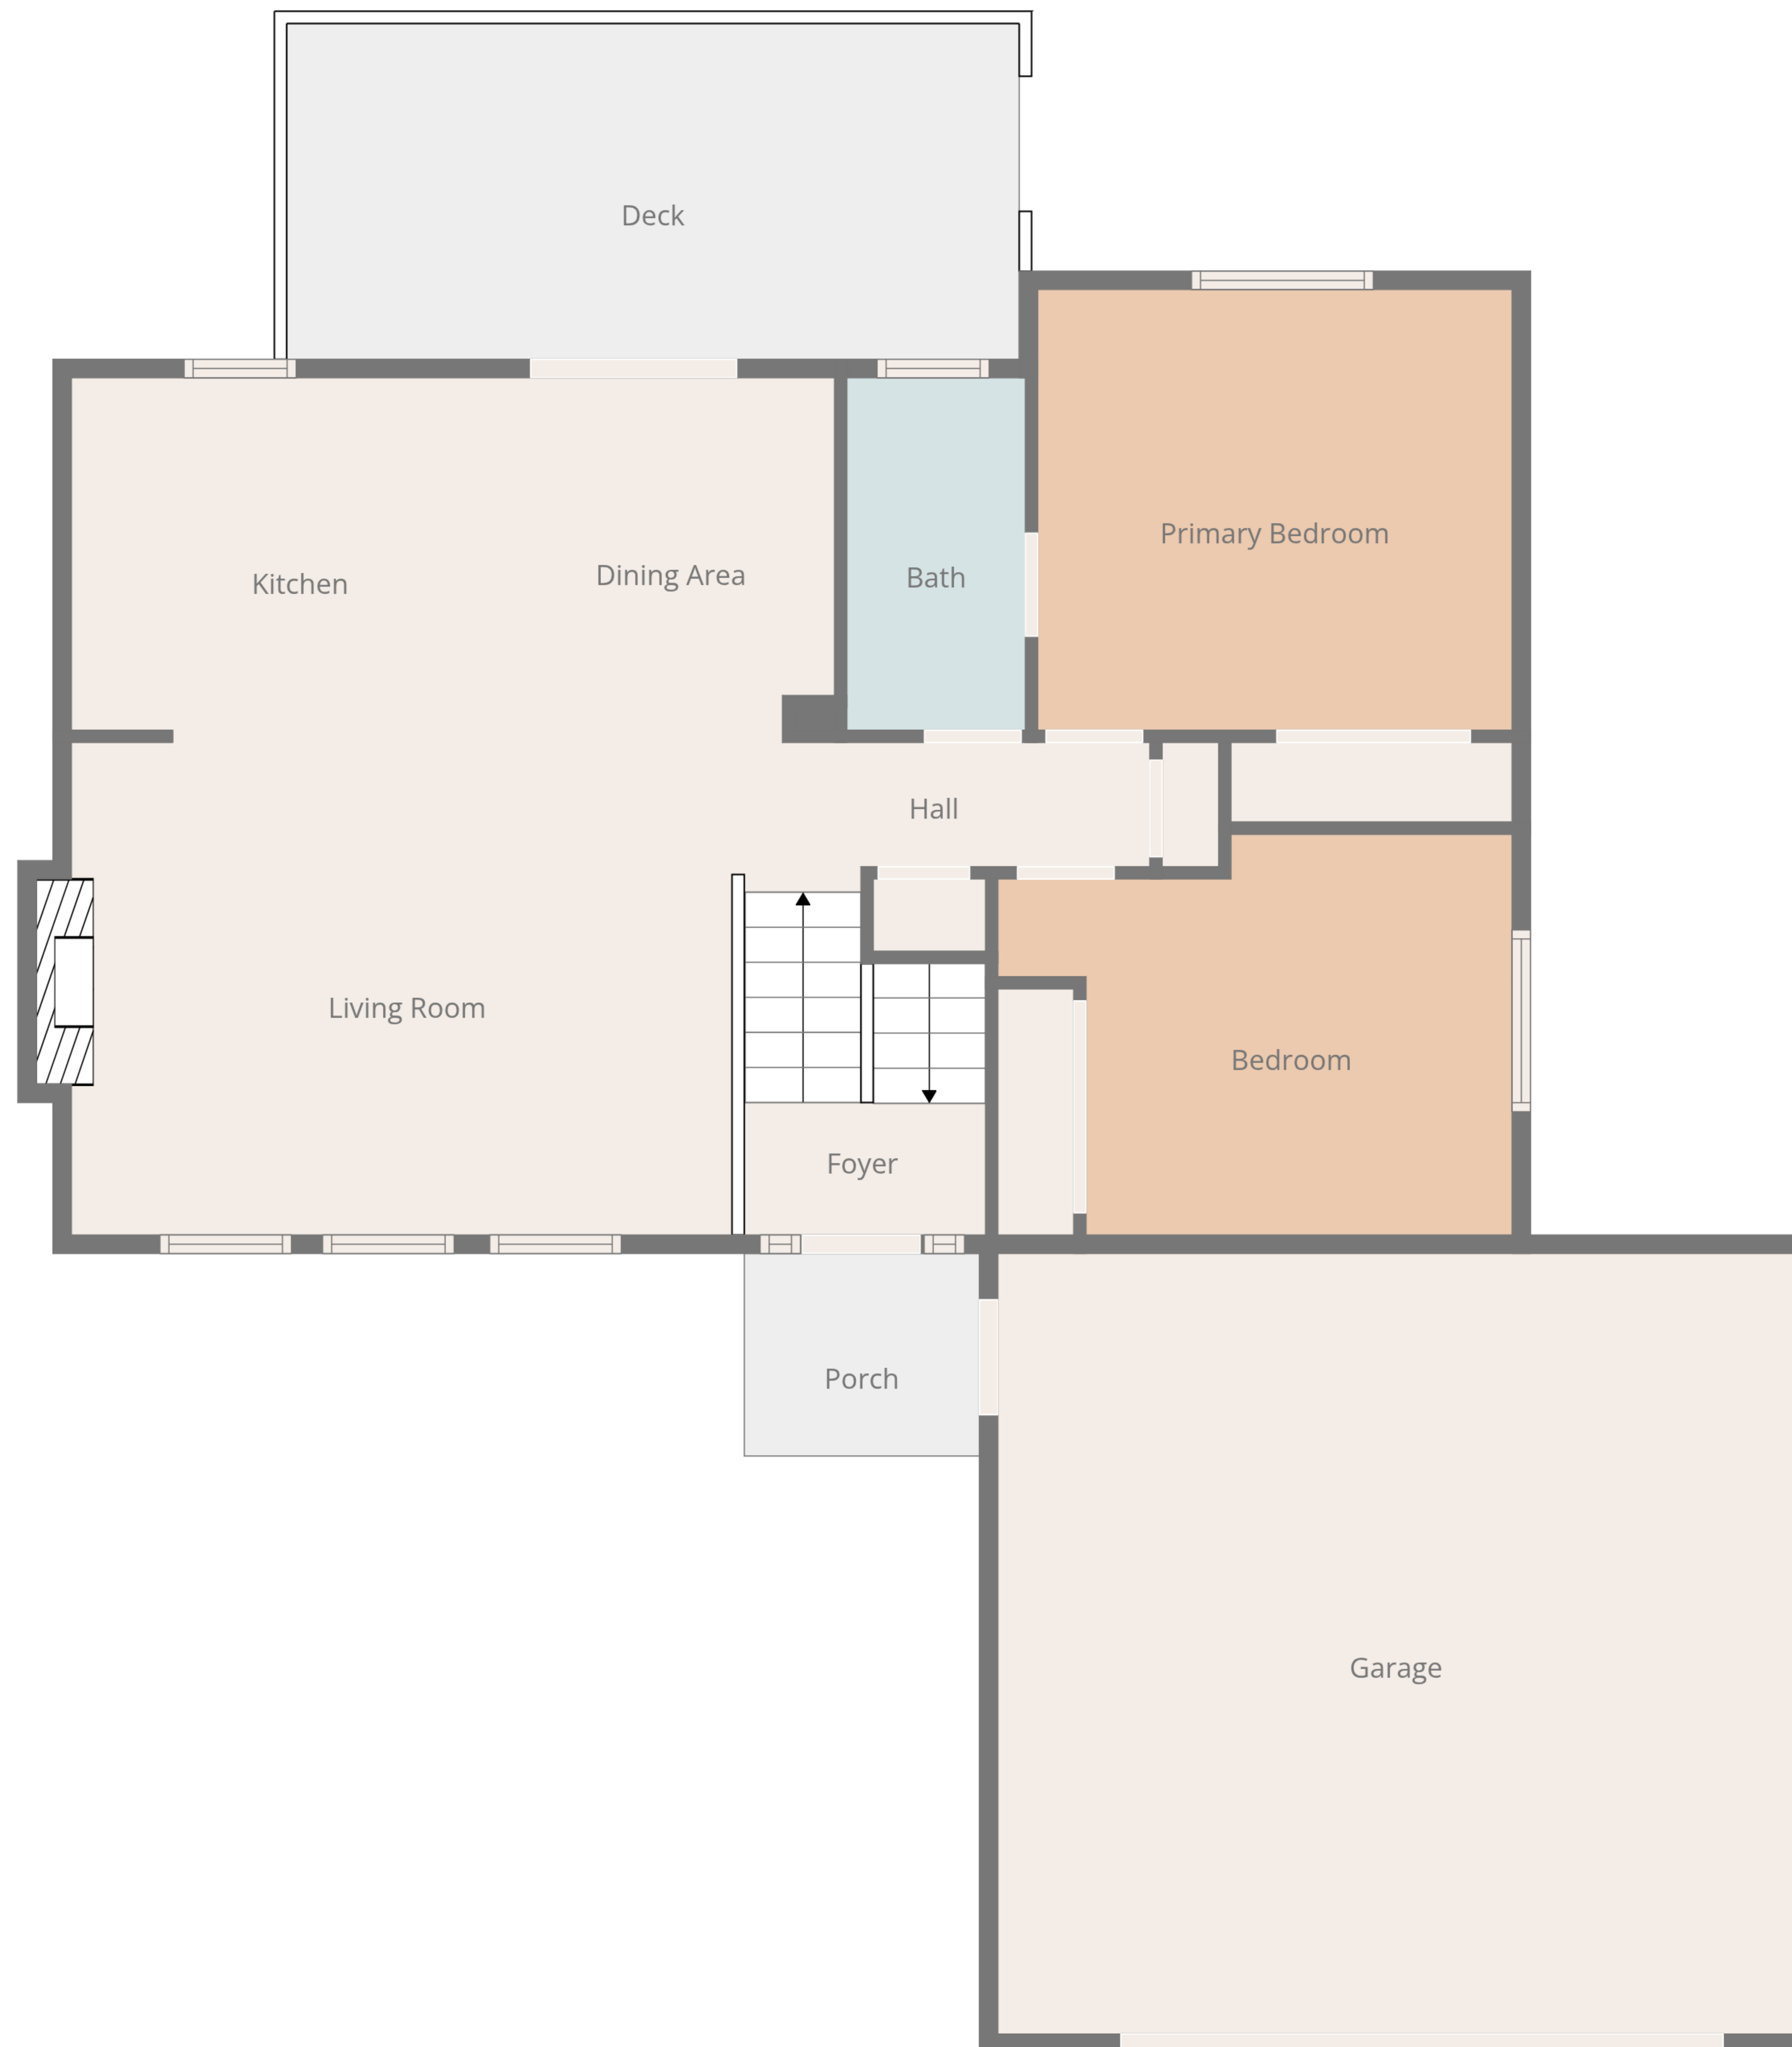 Deck
Primary Bedroom
Kitchen
Dining Area
Bath
Hall
Living Room
Bedroom
Foyer
Porch
Garage